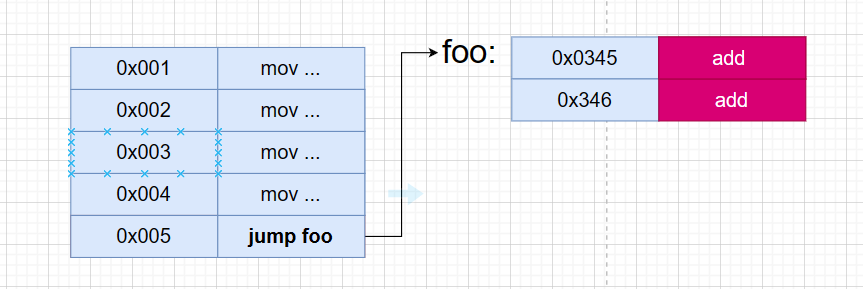 0x001 mov ...
0x002 mov ...
0x003 mov ...
0x004 mov ...
0x005 jump foo
foo:
0x0345 add
0x346 add